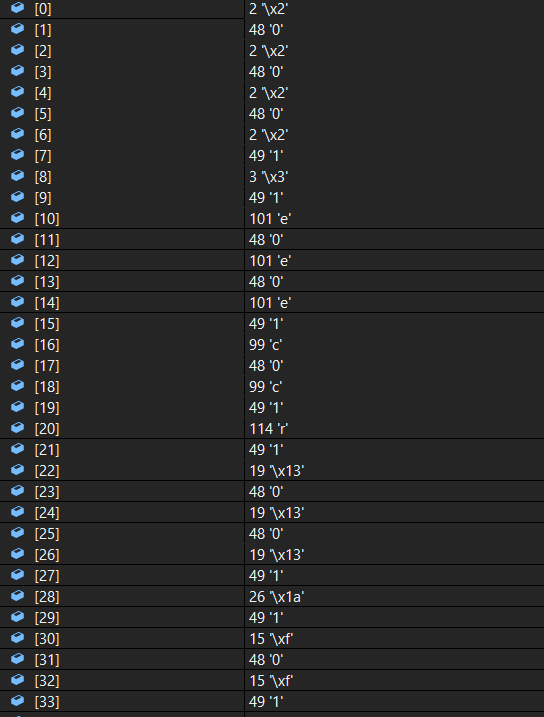 [0] 2 '\x2'
[1] 48 '0'
[2] 2 '\x2'
[3] 48 '0'
[4] 2 '\x2'
[5] 48 '0'
[6] 2 '\x2'
[7] 49 '1'
[8] 3 '\x3'
[9] 49 '1'
[10] 101 'e'
[11] 48 '0'
[12] 101 'e'
[13] 48 '0'
[14] 101 'e'
[15] 49 '1'
[16] 99 'c'
[17] 48 '0'
[18] 99 'c'
[19] 49 '1'
[20] 114 'r'
[21] 49 '1'
[22] 19 '\x13'
[23] 48 '0'
[24] 19 '\x13'
[25] 48 '0'
[26] 19 '\x13'
[27] 49 '1'
[28] 26 '\x1a'
[29] 49 '1'
[30] 15 '\xf'
[31] 48 '0'
[32] 15 '\xf'
[33] 49 '1'